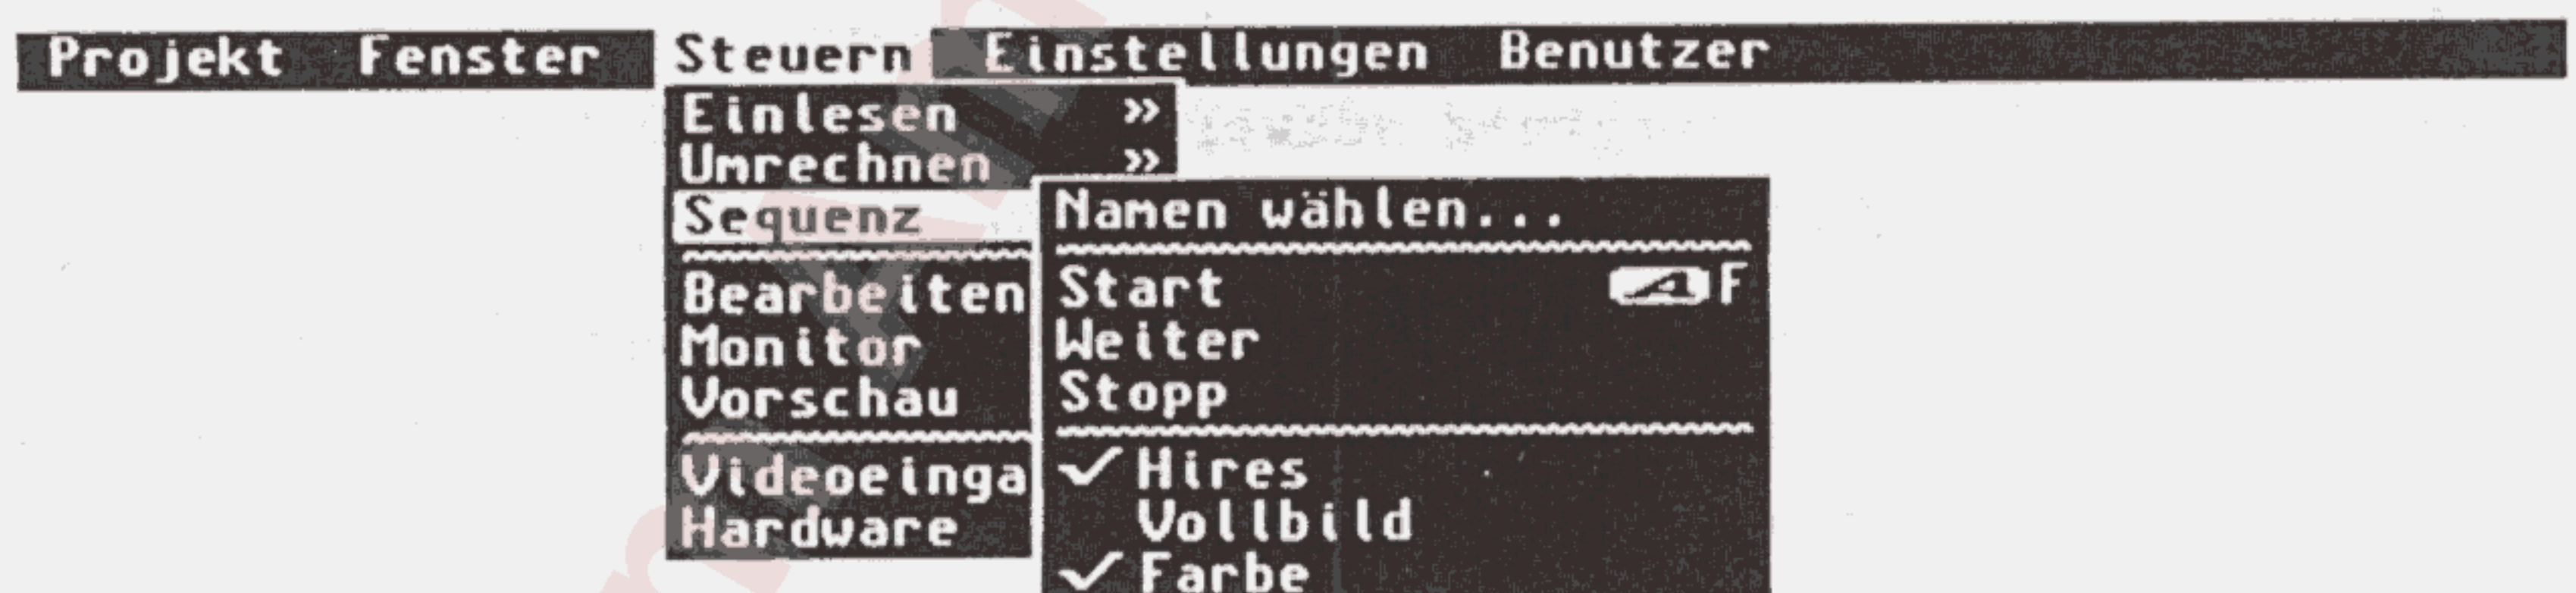 Projekt Fenster Steuern Einstellungen Benutzer
Einlesen »
Umrechnen »
Sequenz
Bearbeiten
Monitor
Vorschau
Videoeinga
Hardware
Namen wählen...
Start F
Weiter
Stopp
✓ Hires
Vollbild
✓ Farbe